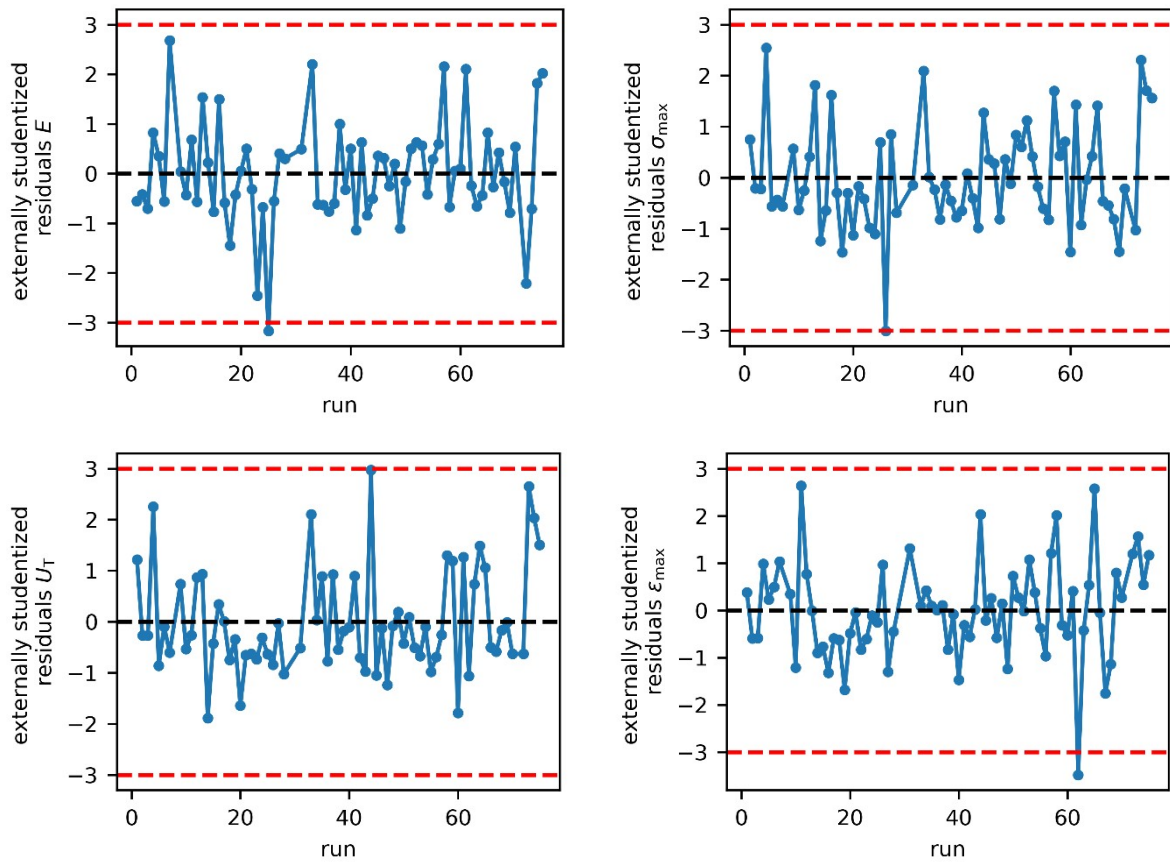 externally studentized
residuals E
3
2
1
0
−1
−2
−3
0 20 40 60
run
externally studentized
residuals σmax
3
2
1
0
−1
−2
−3
0 20 40 60
run
externally studentized
residuals UT
3
2
1
0
−1
−2
−3
0 20 40 60
run
externally studentized
residuals εmax
3
2
1
0
−1
−2
−3
0 20 40 60
run